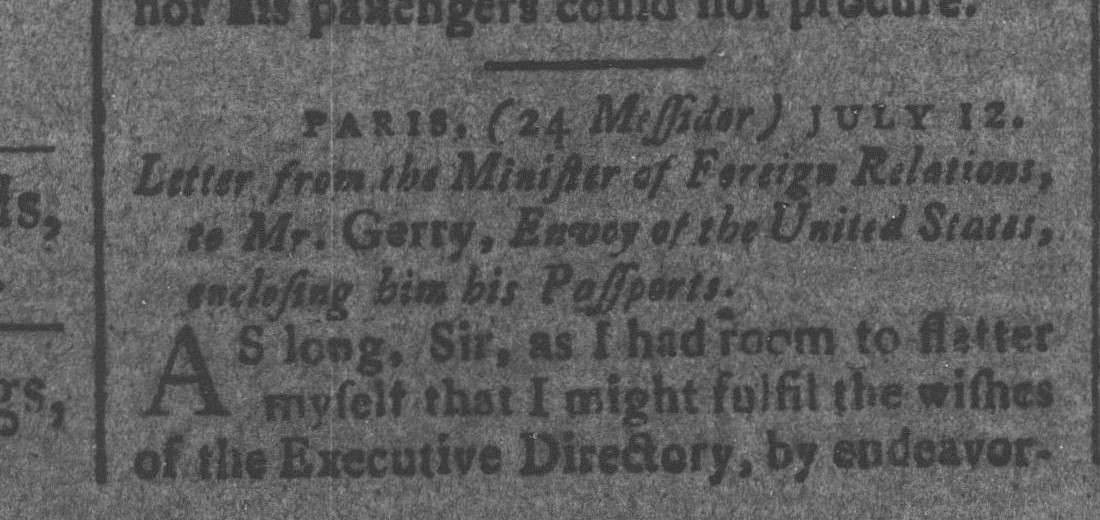 nor his passengers could not procure.
PARIS, (24 Meſſidor) JULY 12.
Letter from the Miniſter of Foreign Relations,
to Mr. Gerry, Envoy of the United States,
encloſing him his Paſſports.
AS long, Sir, as I had room to flatter
myſelf that I might fulfil the wiſhes
of the Executive Directory, by endeavor-